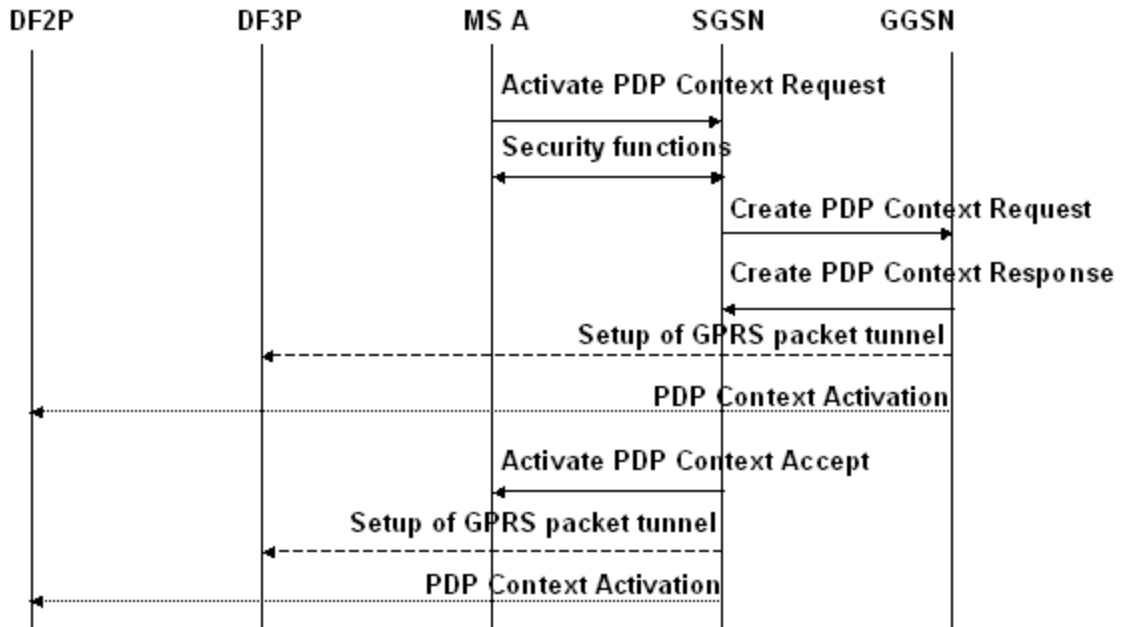 DF2P DF3P MS A SGSN GGSN
Activate PDP Context Request
Security functions
Create PDP Context Request
Create PDP Context Response
Setup of GPRS packet tunnel
PDP Context Activation
Activate PDP Context Accept
Setup of GPRS packet tunnel
PDP Context Activation